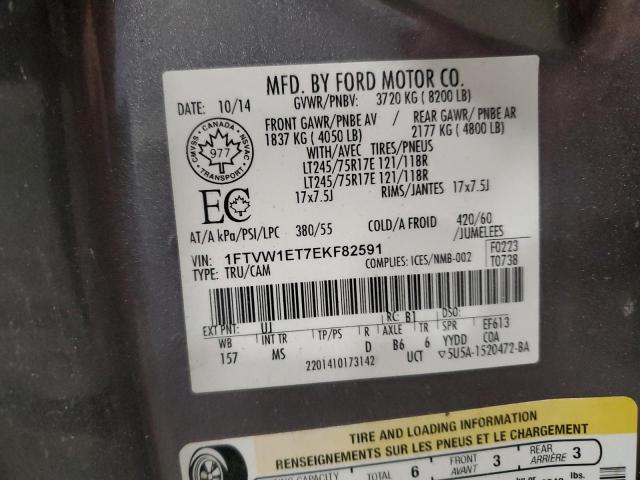 MFD. BY FORD MOTOR CO.
DATE: 10/14 GVWR/PNBV: 3720 KG ( 8200 LB)
FRONT GAWR/PNBE AV / REAR GAWR/ PNBE AR
1837 KG ( 4050 LB) 2177 KG ( 4800 LB)
WITH/AVEC TIRES/PNEUS
LT245/75R17E 121/118R
LT245/75R17E 121/118R
17x7.5J RIMS/JANTES 17x7.5J
CMVSS CANADA NSVAC
977
TRANSPORT
EC
AT/A kPa/PSI/LPC 380/55 COLD/A FROID 420/60
/JUMELEES
VIN: 1FTVW1ET7EKF82591 F0223
TYPE: TRU/CAM COMPLIES: ICES/NMB-002 T0738
EXT PNT: UJ RC: B1 DSO:
WB INT TR TP/PS R AXLE TR SPR EF613
157 MS D B6 6 YYDD COA
2201410173142 UCT ▽5U5A-1520472-BA
TIRE AND LOADING INFORMATION
RENSEIGNEMENTS SUR LES PNEUS ET LE CHARGEMENT
CAPACITY TOTAL 6 FRONT AVANT 3 REAR ARRIÈRE 3
lbs.